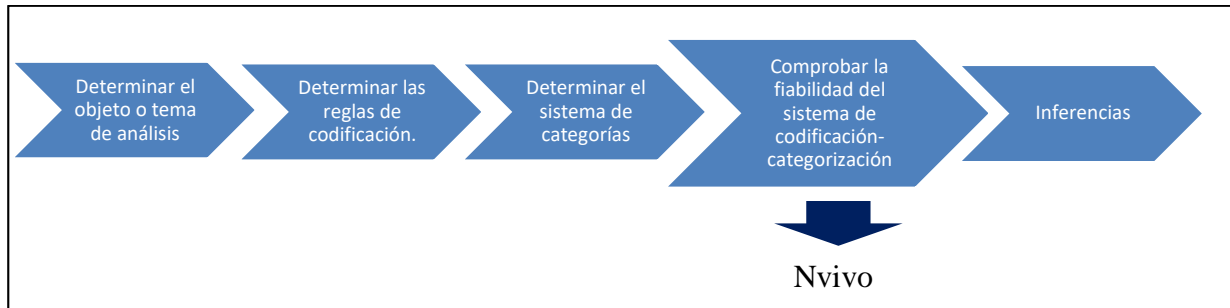 Determinar el
objeto o tema
de análisis
Determinar las
reglas de
codificación.
Determinar el
sistema de
categorías
Comprobar la
fiabilidad del
sistema de
codificación-
categorización
Inferencias
Nvivo